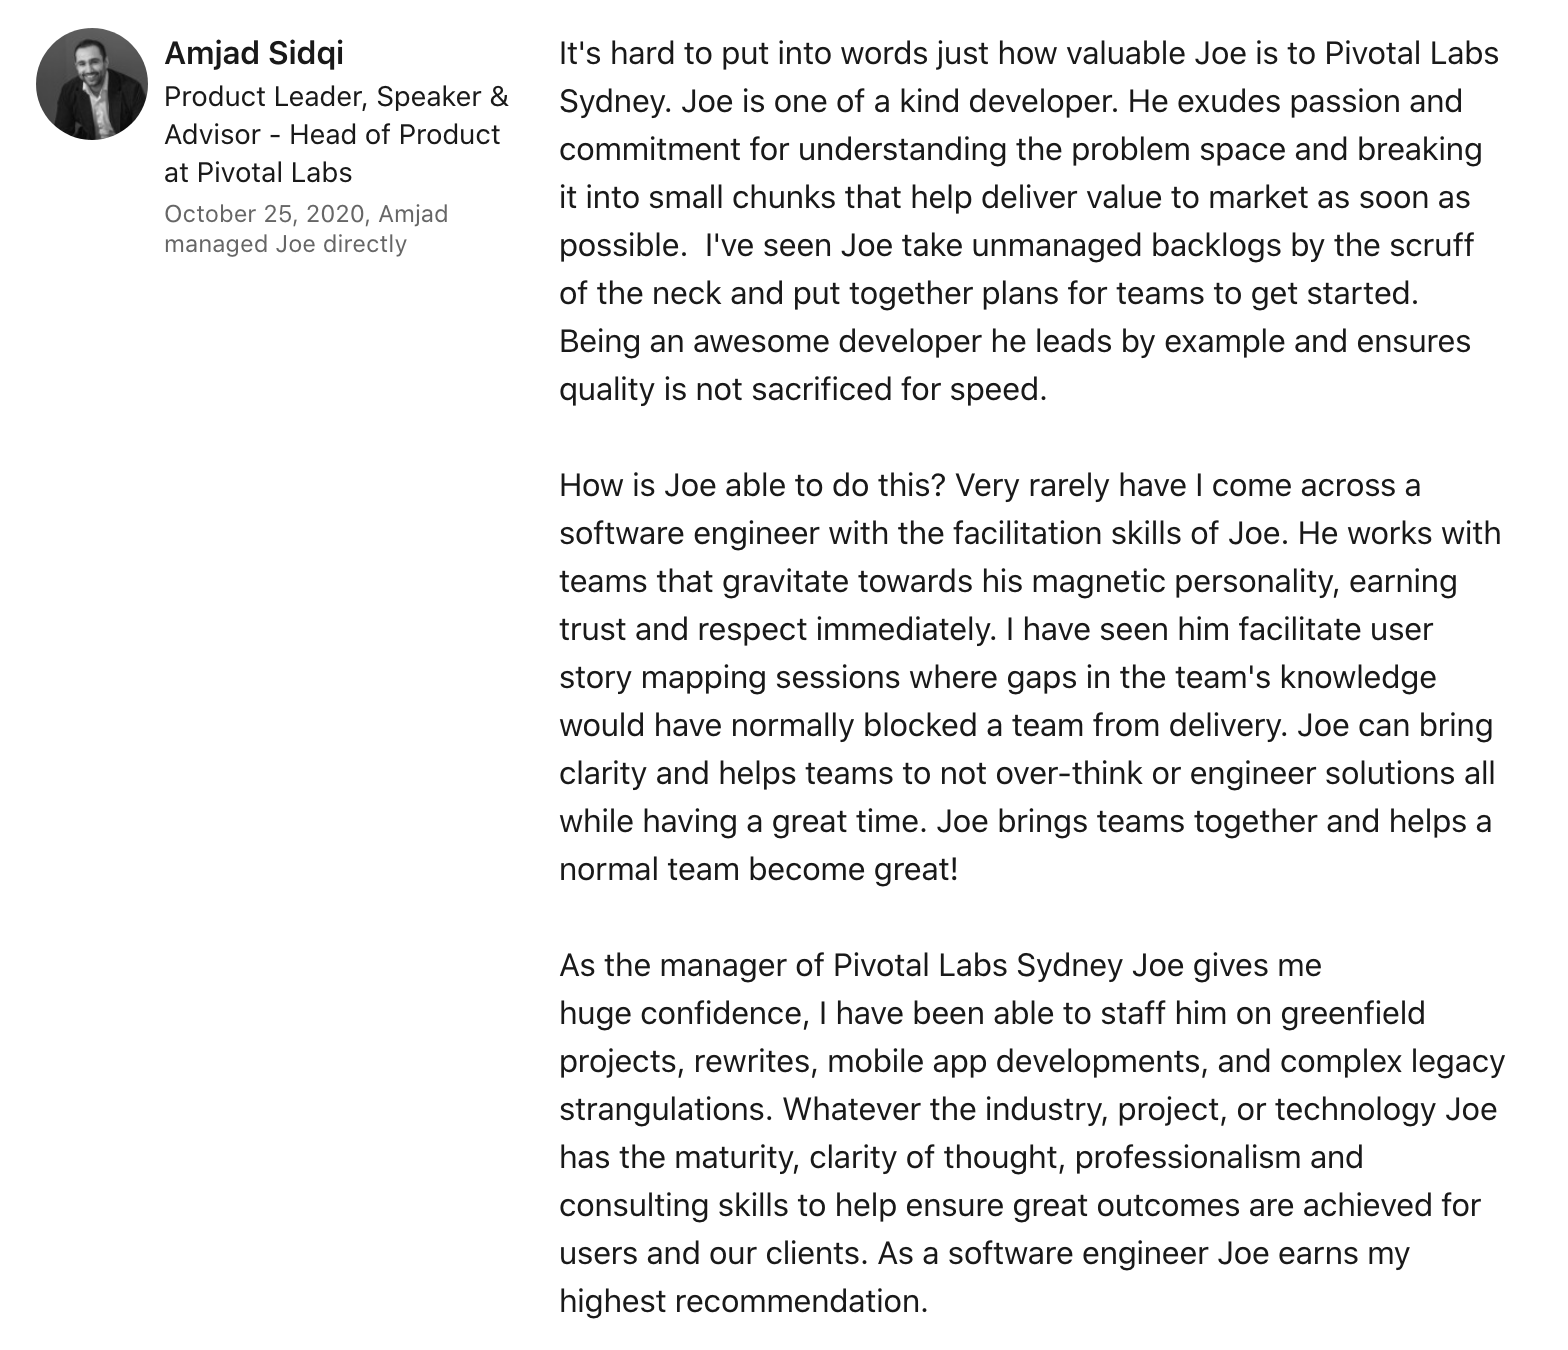 Amjad Sidqi
Product Leader, Speaker &
Advisor - Head of Product
at Pivotal Labs
October 25, 2020, Amjad
managed Joe directly
It's hard to put into words just how valuable Joe is to Pivotal Labs
Sydney. Joe is one of a kind developer. He exudes passion and
commitment for understanding the problem space and breaking
it into small chunks that help deliver value to market as soon as
possible.  I've seen Joe take unmanaged backlogs by the scruff
of the neck and put together plans for teams to get started.
Being an awesome developer he leads by example and ensures
quality is not sacrificed for speed.
How is Joe able to do this? Very rarely have I come across a
software engineer with the facilitation skills of Joe. He works with
teams that gravitate towards his magnetic personality, earning
trust and respect immediately. I have seen him facilitate user
story mapping sessions where gaps in the team's knowledge
would have normally blocked a team from delivery. Joe can bring
clarity and helps teams to not over-think or engineer solutions all
while having a great time. Joe brings teams together and helps a
normal team become great!
As the manager of Pivotal Labs Sydney Joe gives me
huge confidence, I have been able to staff him on greenfield
projects, rewrites, mobile app developments, and complex legacy
strangulations. Whatever the industry, project, or technology Joe
has the maturity, clarity of thought, professionalism and
consulting skills to help ensure great outcomes are achieved for
users and our clients. As a software engineer Joe earns my
highest recommendation.